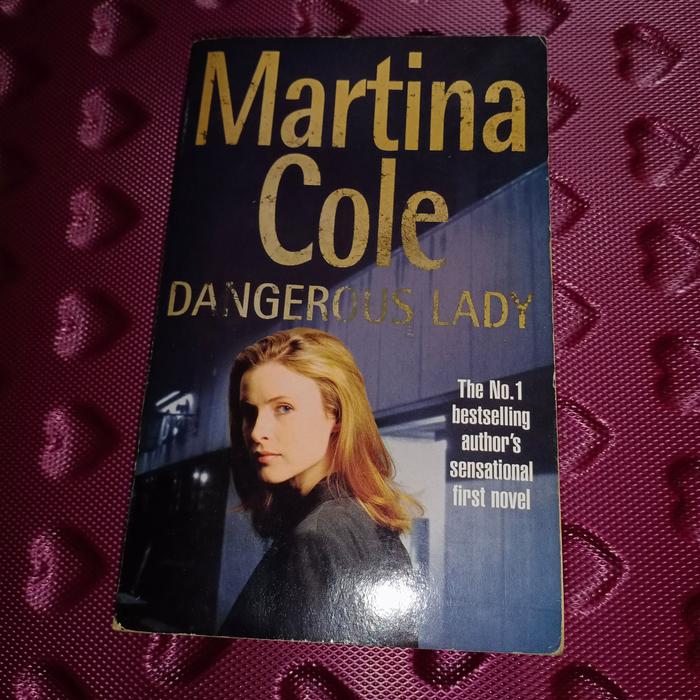 Martina
Cole
DANGEROUS LADY
The No.1
bestselling
author's
sensational
first novel